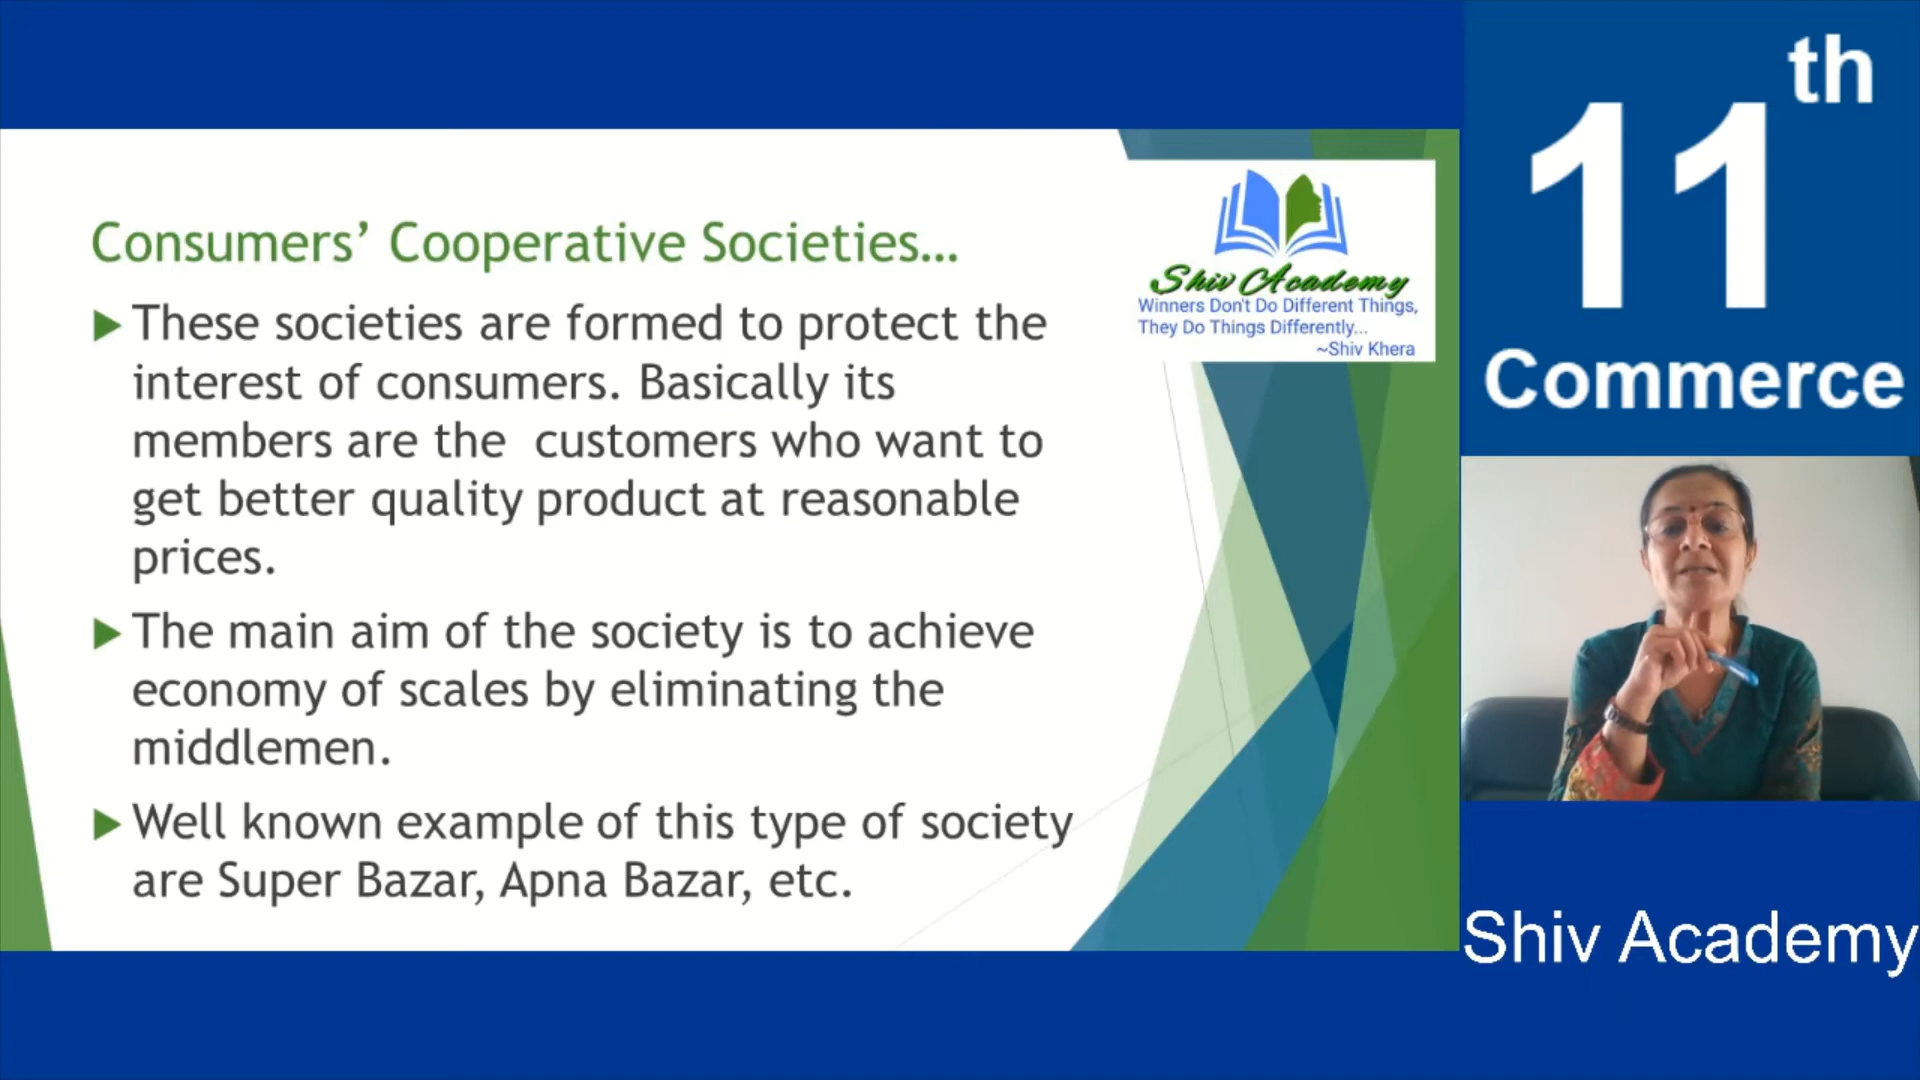 Consumers’ Cooperative Societies…
These societies are formed to protect the
interest of consumers. Basically its
members are the customers who want to
get better quality product at reasonable
prices.
The main aim of the society is to achieve
economy of scales by eliminating the
middlemen.
Well known example of this type of society
are Super Bazar, Apna Bazar, etc.
Shiv Academy
Winners Don't Do Different Things,
They Do Things Differently...
~Shiv Khera
11th
Commerce
Shiv Academy